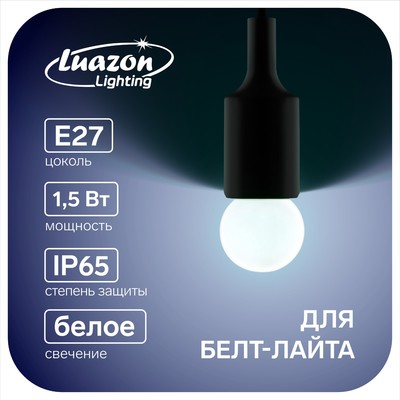 Luazon
Lighting
E27
цоколь
1,5 Вт
мощность
IP65
степень защиты
белое
свечение
ДЛЯ
БЕЛТ-ЛАЙТА